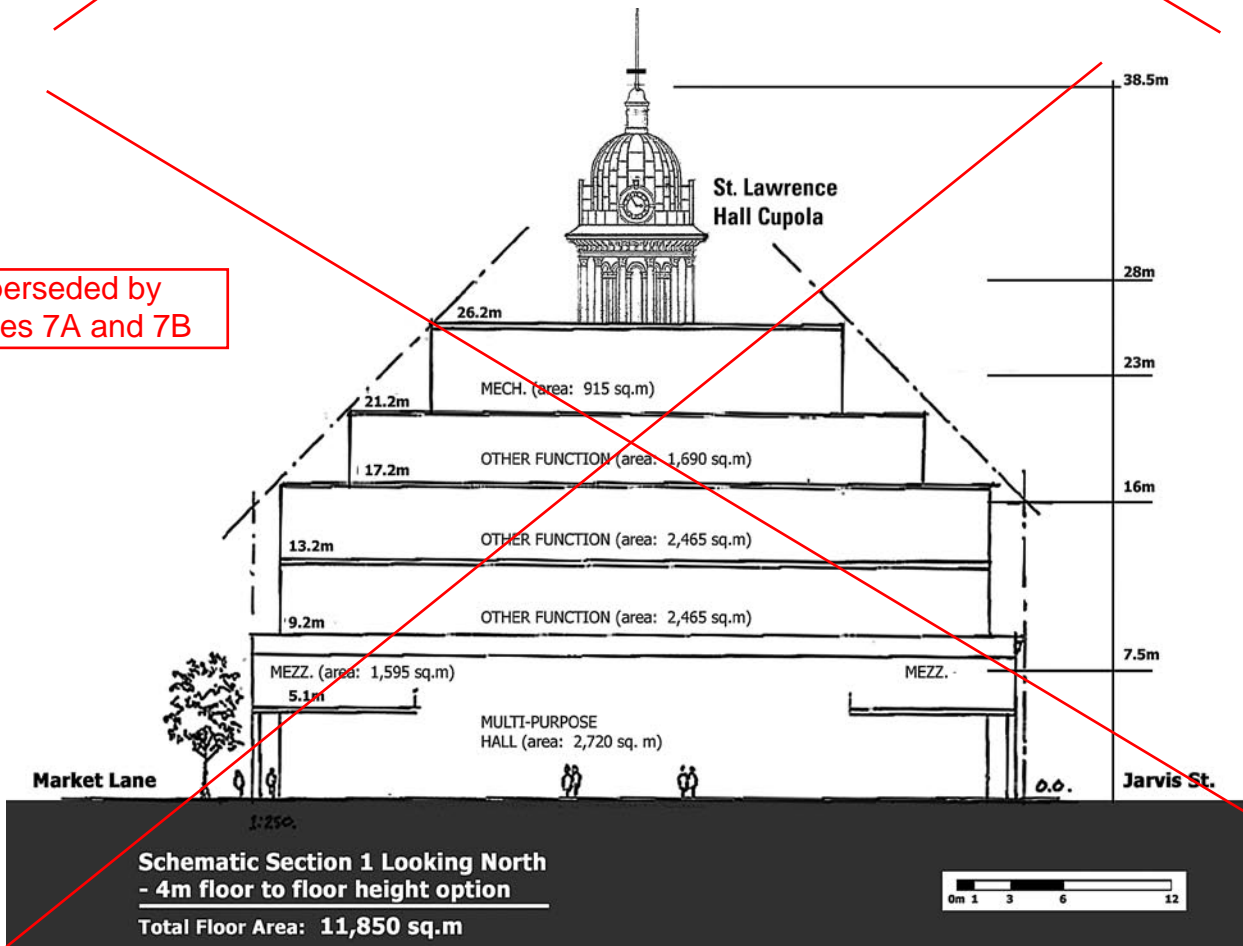 38.5m
St. Lawrence
Hall Cupola
perseded by
es 7A and 7B
28m
26.2m
23m
MECH. (area: 915 sq.m)
21.2m
OTHER FUNCTION (area: 1,690 sq.m)
17.2m
16m
13.2m
OTHER FUNCTION (area: 2,465 sq.m)
9.2m
OTHER FUNCTION (area: 2,465 sq.m)
7.5m
MEZZ. (area: 1,595 sq.m)
MEZZ.
5.1m
MULTI-PURPOSE
HALL (area: 2,720 sq. m)
Market Lane
0.0.
Jarvis St.
1:250.
Schematic Section 1 Looking North
- 4m floor to floor height option
Total Floor Area: 11,850 sq.m
0m 1 3 6 12